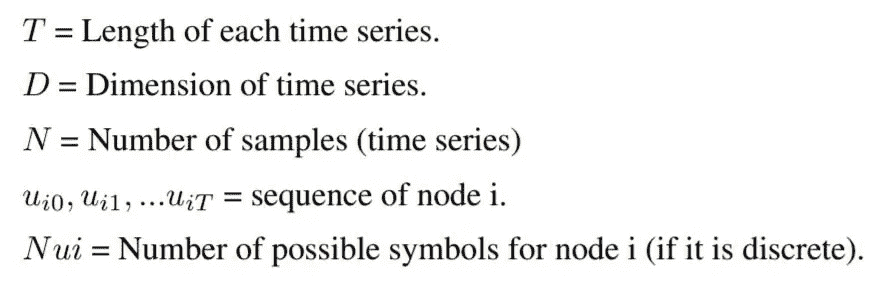 T = Length of each time series.
D = Dimension of time series.
N = Number of samples (time series)
u_{i0}, u_{i1}, ...u_{iT} = sequence of node i.
Nui = Number of possible symbols for node i (if it is discrete).